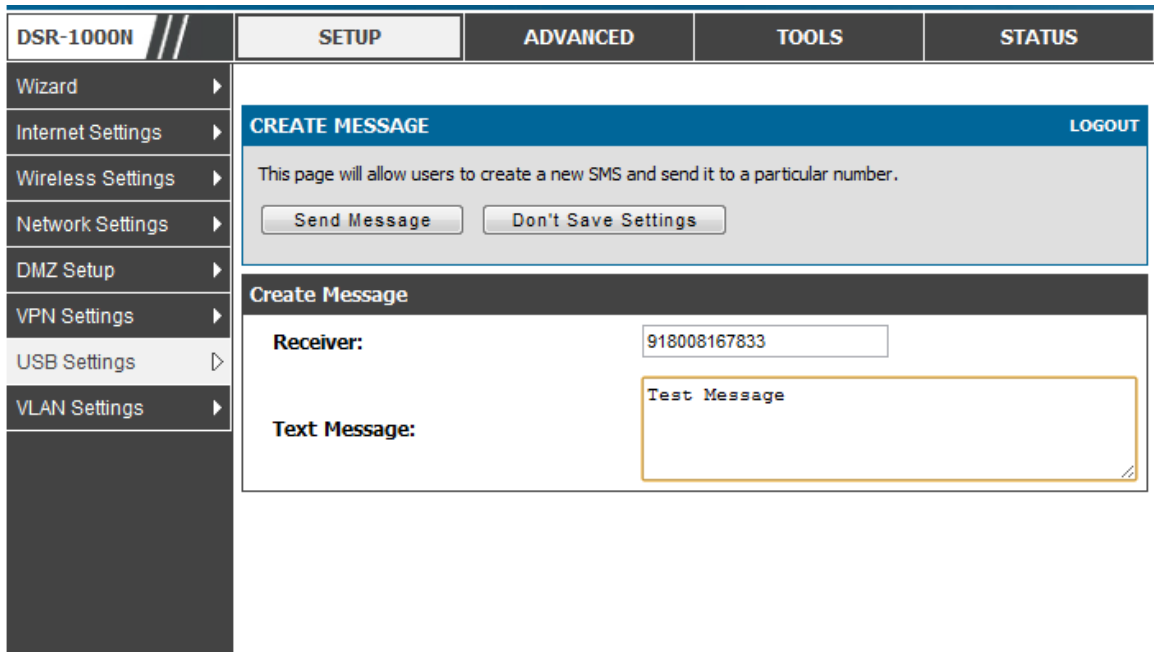 DSR-1000N
SETUP
ADVANCED
TOOLS
STATUS
Wizard
Internet Settings
Wireless Settings
Network Settings
DMZ Setup
VPN Settings
USB Settings
VLAN Settings
CREATE MESSAGE
LOGOUT
This page will allow users to create a new SMS and send it to a particular number.
Send Message
Don't Save Settings
Create Message
Receiver:
918008167833
Text Message:
Test Message